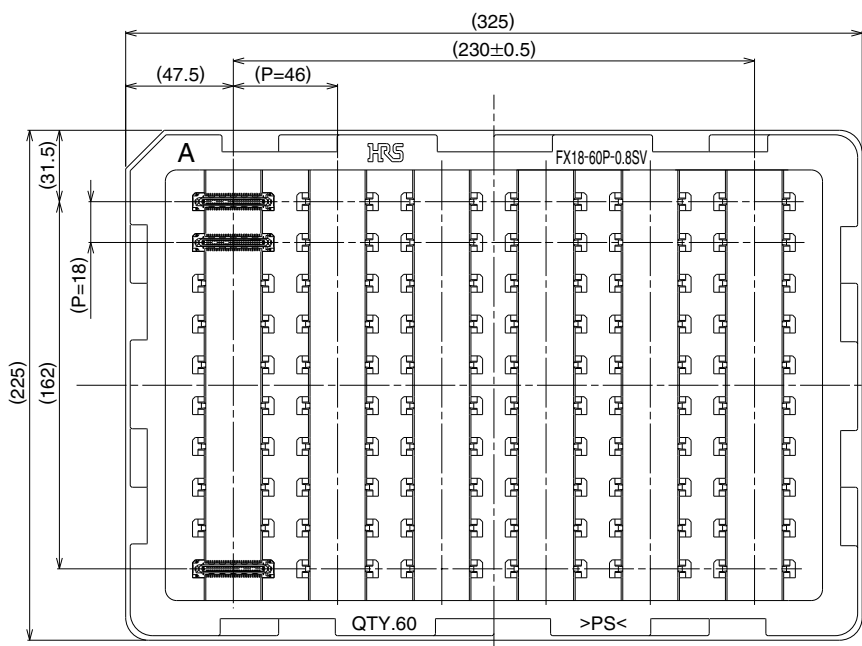 (325)
(230±0.5)
(47.5)
(P=46)
(31.5)
A
HRS
FX18-60P-0.8SV
(P=18)
(225)
(162)
QTY.60
>PS<